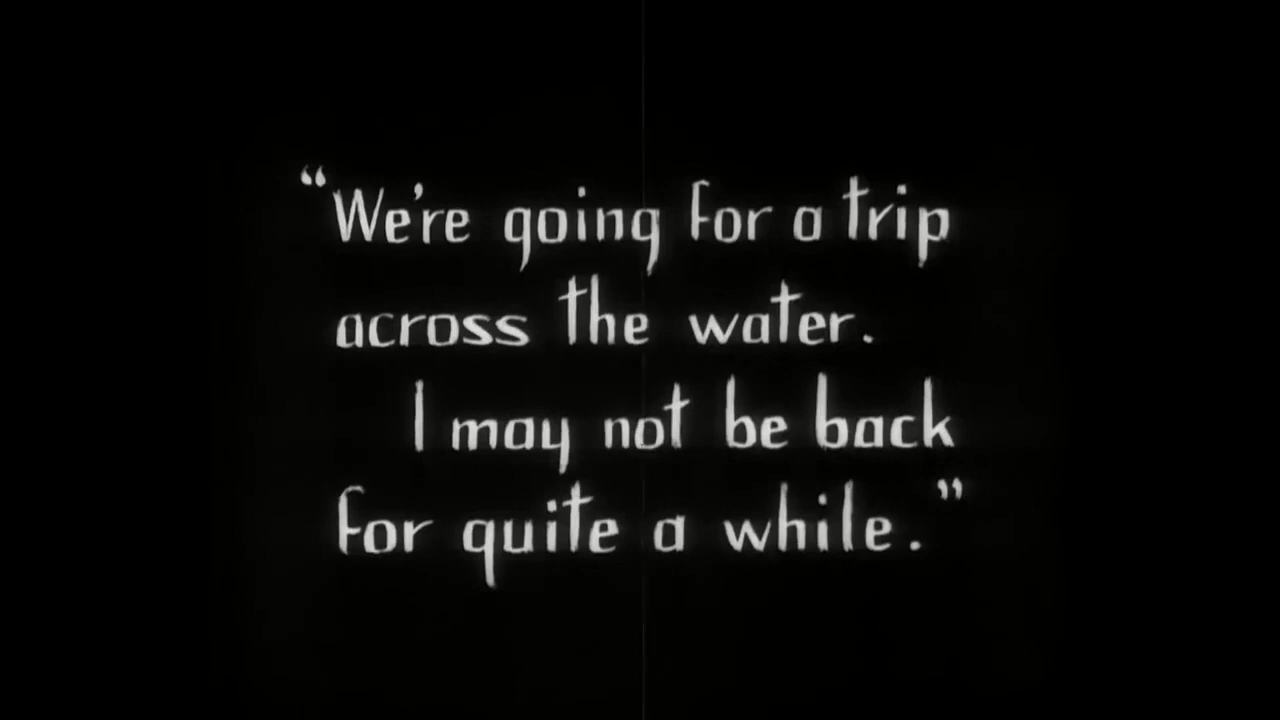 “We’re going for a trip
across the water.
I may not be back
for quite a while.”